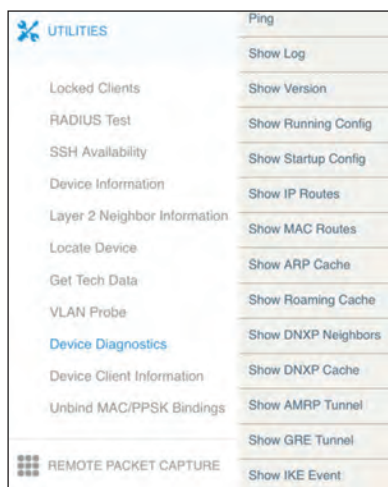 UTILITIES
Locked Clients
RADIUS Test
SSH Availability
Device Information
Layer 2 Neighbor Information
Locate Device
Get Tech Data
VLAN Probe
Device Diagnostics
Device Client Information
Unbind MAC/PPSK Bindings
REMOTE PACKET CAPTURE
Ping
Show Log
Show Version
Show Running Config
Show Startup Config
Show IP Routes
Show MAC Routes
Show ARP Cache
Show Roaming Cache
Show DNXP Neighbors
Show DNXP Cache
Show AMRP Tunnel
Show GRE Tunnel
Show IKE Event